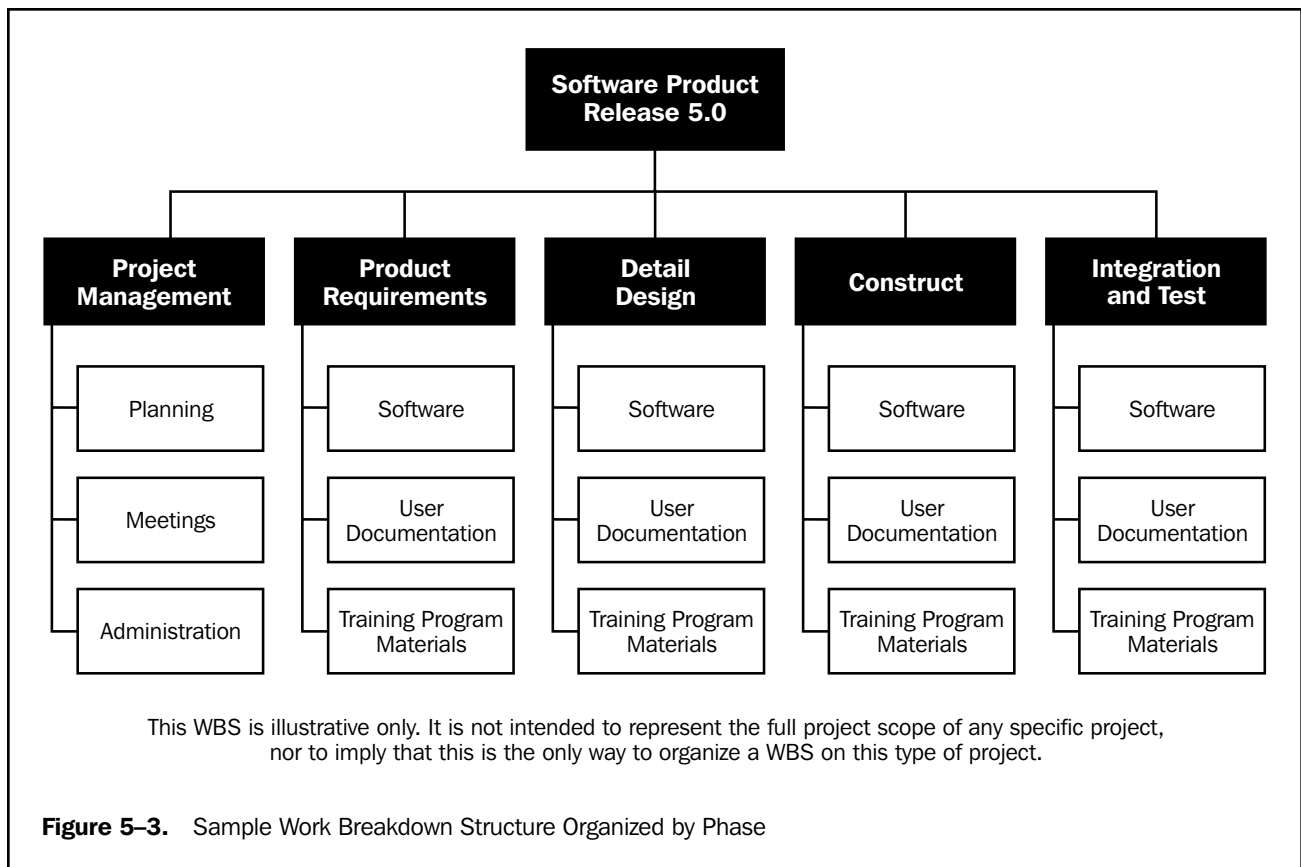 Software Product
Release 5.0
Project
Management
Product
Requirements
Detail
Design
Construct
Integration
and Test
Planning
Software
Software
Software
Software
Meetings
User
Documentation
User
Documentation
User
Documentation
User
Documentation
Administration
Training Program
Materials
Training Program
Materials
Training Program
Materials
Training Program
Materials
This WBS is illustrative only. It is not intended to represent the full project scope of any specific project,
nor to imply that this is the only way to organize a WBS on this type of project.
Figure 5–3. Sample Work Breakdown Structure Organized by Phase